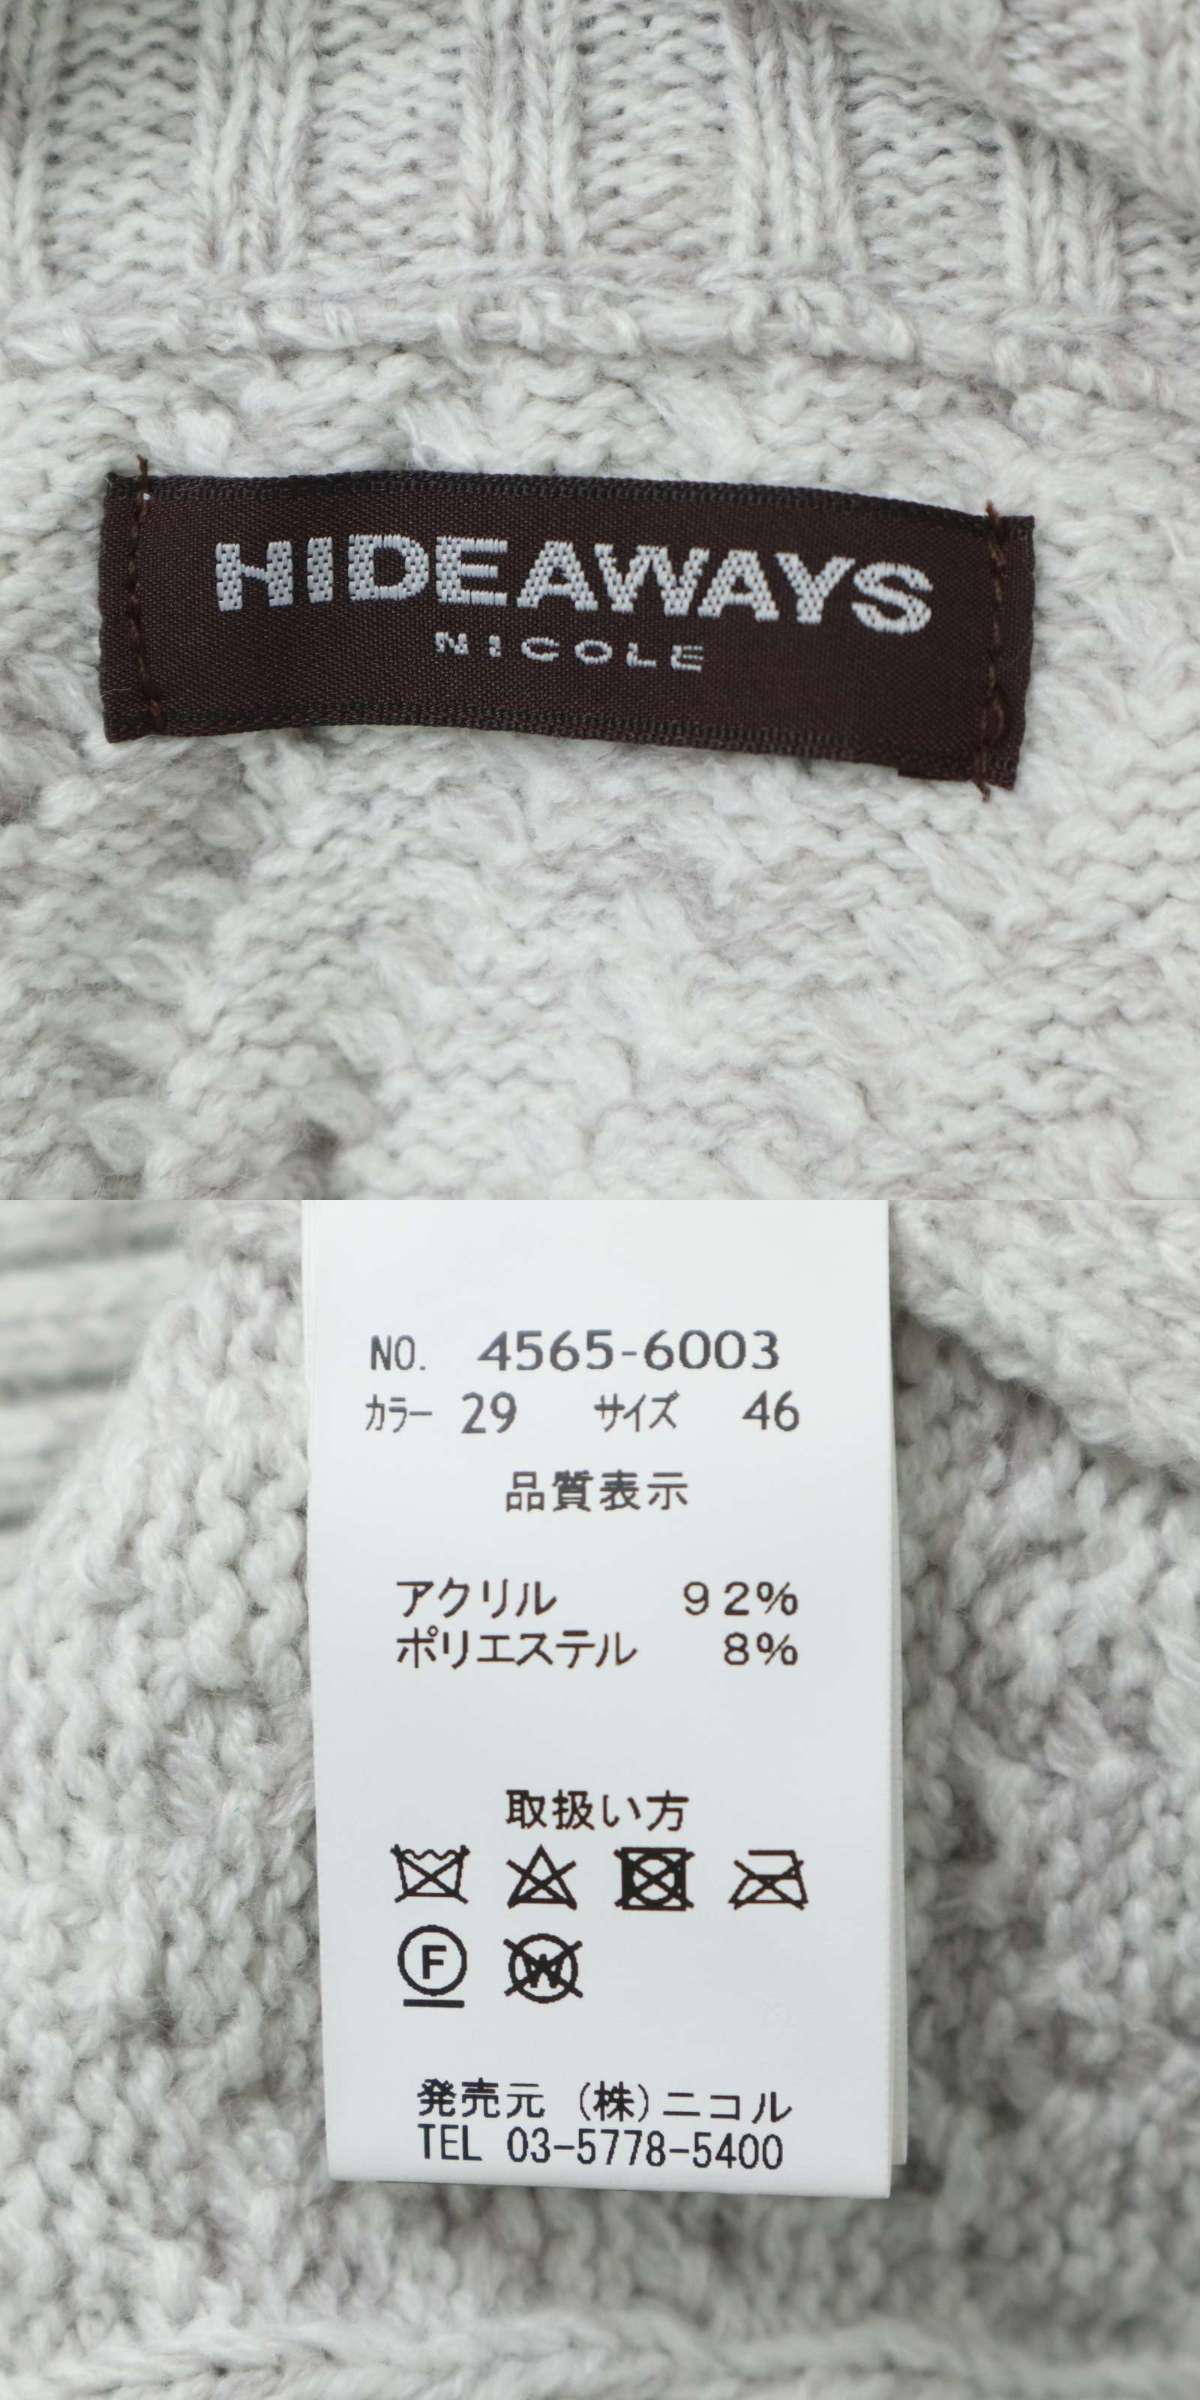 HIDEAWAYS
NICOLE
NO. 4565-6003
カラー 29 サイズ 46
品質表示
アクリル 92%
ポリエステル 8%
取扱い方
F W
発売元 (株)ニコル
TEL 03-5778-5400